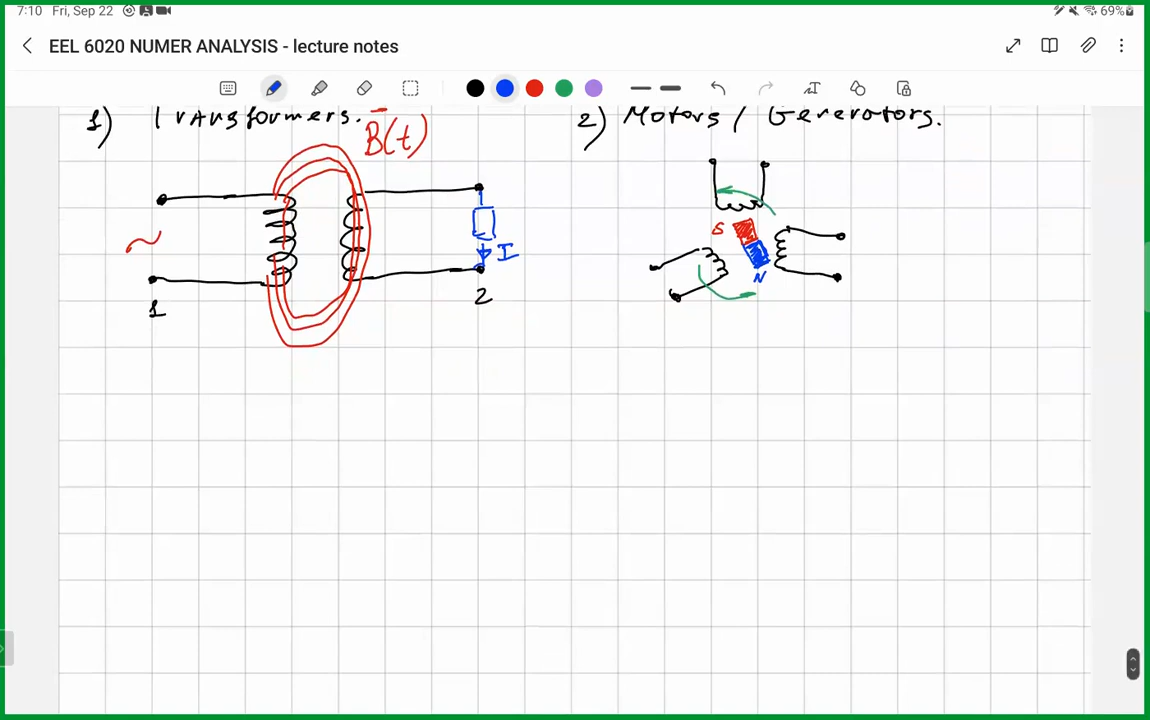 7:10 Fri, Sep 22 69%
EEL 6020 NUMER ANALYSIS - lecture notes
1) Transformers. 2) Motors / Generators.
B(t)
S
I
N
1 2